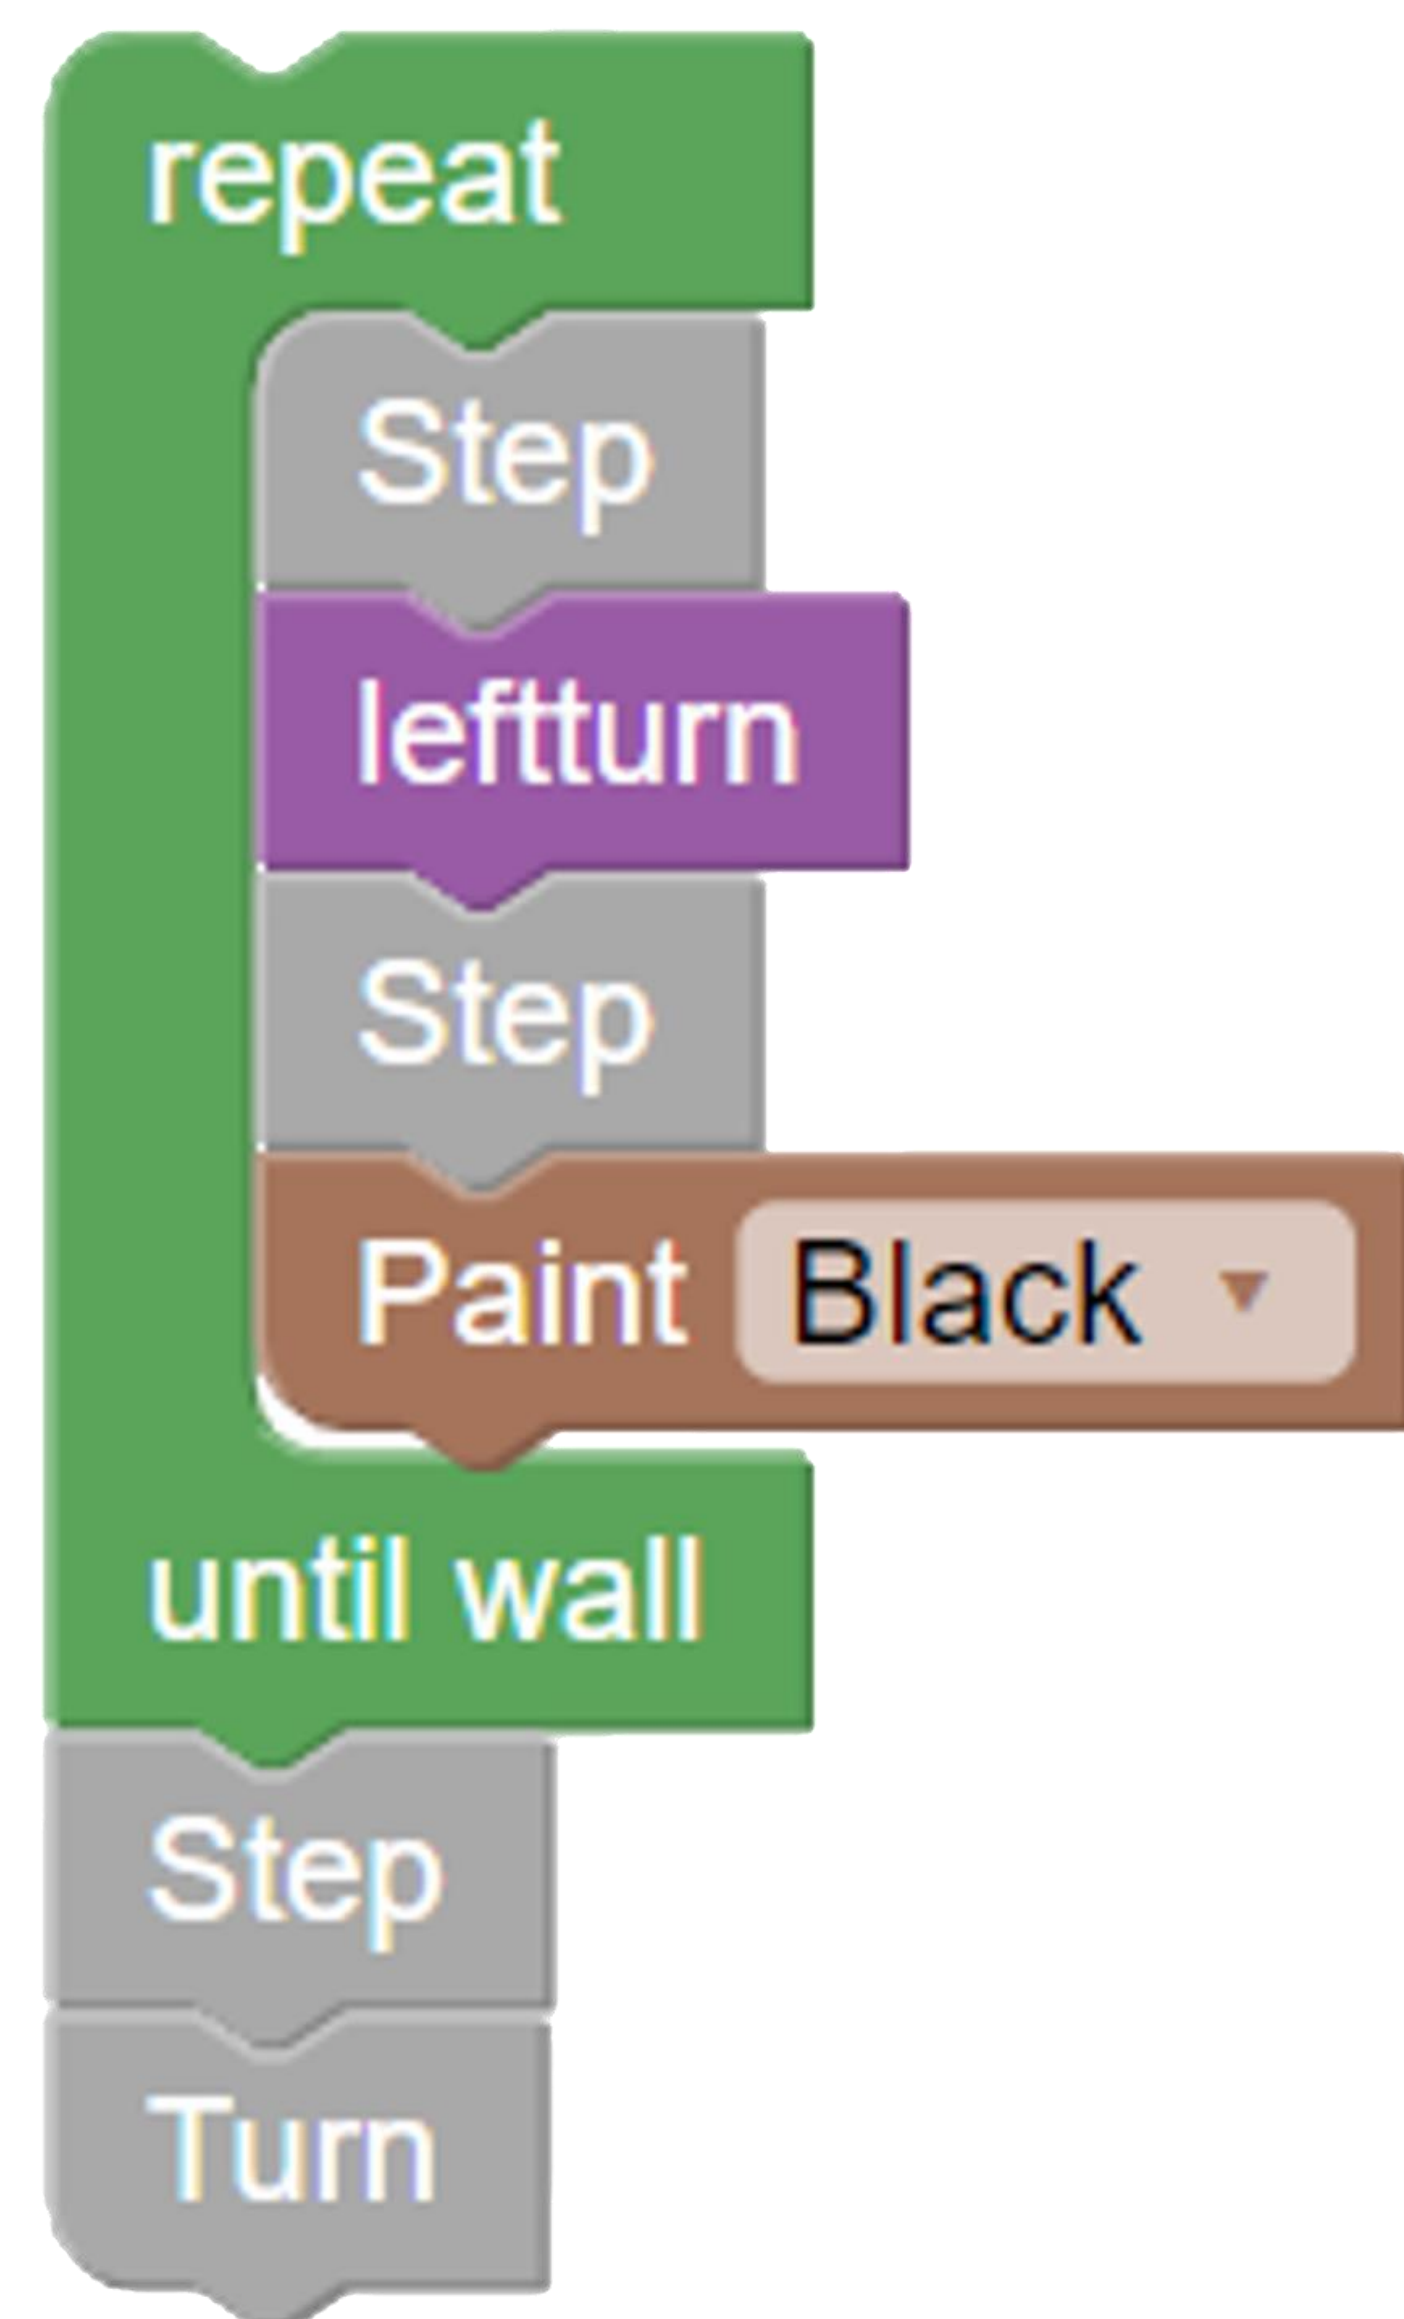 repeat
Step
leftturn
Step
Paint Black
until wall
Step
Turn